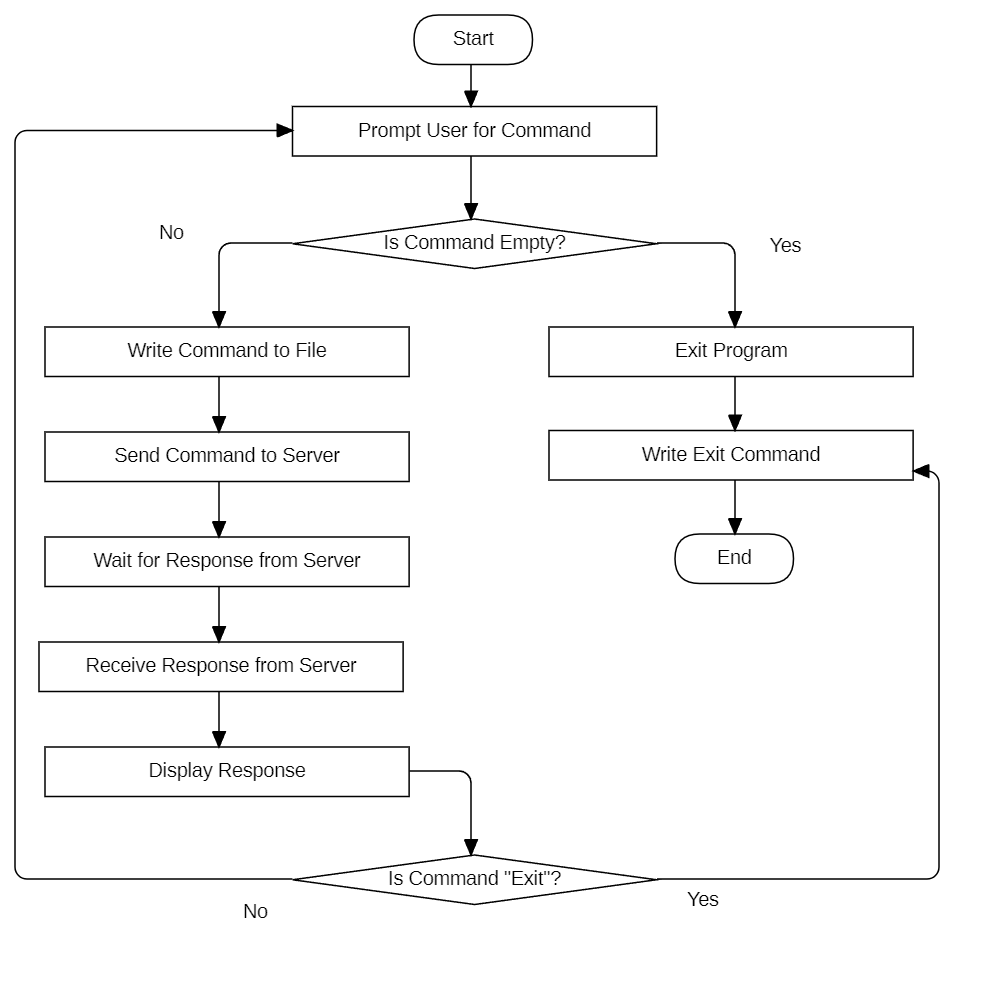 Start
Prompt User for Command
Is Command Empty?
No
Yes
Write Command to File
Exit Program
Send Command to Server
Write Exit Command
Wait for Response from Server
End
Receive Response from Server
Display Response
Is Command "Exit"?
No
Yes